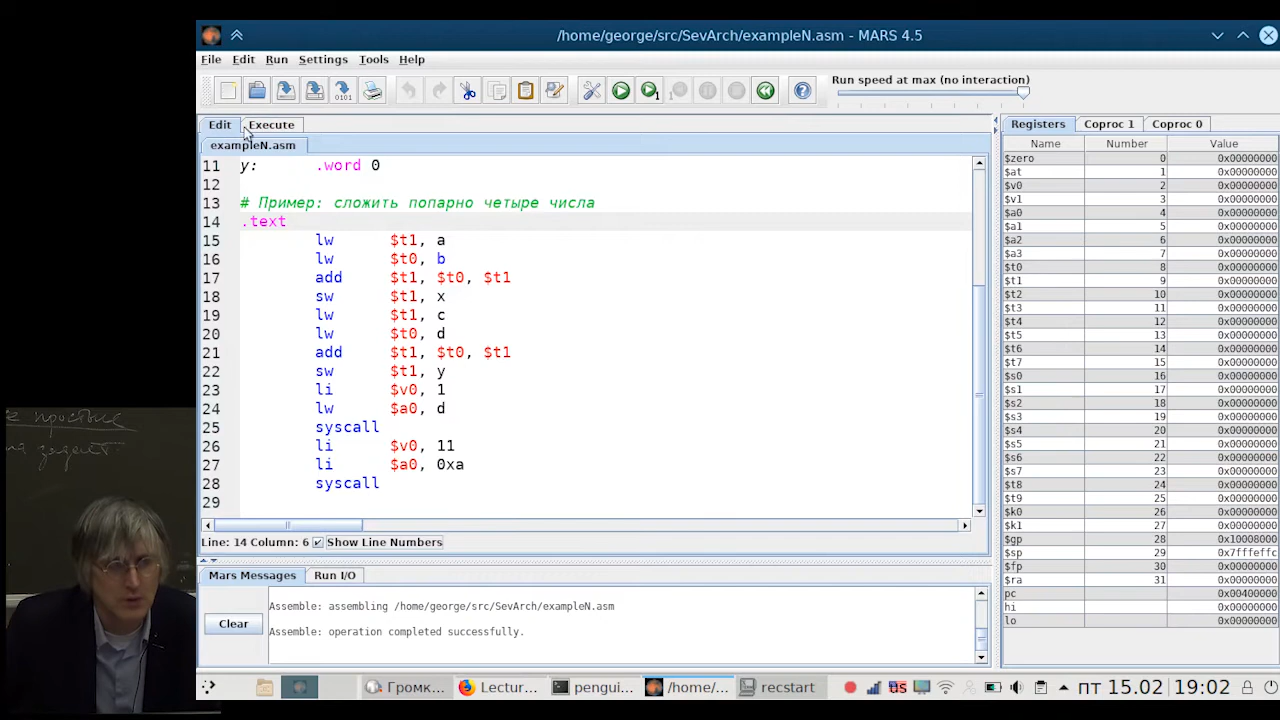 /home/george/src/SevArch/exampleN.asm - MARS 4.5
File Edit Run Settings Tools Help
Run speed at max (no interaction)
Edit Execute
exampleN.asm
11 y: .word 0
12
13 # Пример: сложить попарно четыре числа
14 .text
15 lw $t1, a
16 lw $t0, b
17 add $t1, $t0, $t1
18 sw $t1, x
19 lw $t1, c
20 lw $t0, d
21 add $t1, $t0, $t1
22 sw $t1, y
23 li $v0, 1
24 lw $a0, d
25 syscall
26 li $v0, 11
27 li $a0, 0xa
28 syscall
29
Line: 14 Column: 6 Show Line Numbers
Mars Messages Run I/O
Assemble: assembling /home/george/src/SevArch/exampleN.asm
Assemble: operation completed successfully.
Clear
Registers Coproc 1 Coproc 0
Name Number Value
$zero 0 0x00000000
$at 1 0x00000000
$v0 2 0x00000000
$v1 3 0x00000000
$a0 4 0x00000000
$a1 5 0x00000000
$a2 6 0x00000000
$a3 7 0x00000000
$t0 8 0x00000000
$t1 9 0x00000000
$t2 10 0x00000000
$t3 11 0x00000000
$t4 12 0x00000000
$t5 13 0x00000000
$t6 14 0x00000000
$t7 15 0x00000000
$s0 16 0x00000000
$s1 17 0x00000000
$s2 18 0x00000000
$s3 19 0x00000000
$s4 20 0x00000000
$s5 21 0x00000000
$s6 22 0x00000000
$s7 23 0x00000000
$t8 24 0x00000000
$t9 25 0x00000000
$k0 26 0x00000000
$k1 27 0x00000000
$gp 28 0x10008000
$sp 29 0x7fffeffc
$fp 30 0x00000000
$ra 31 0x00000000
pc 0x00400000
hi 0x00000000
lo 0x00000000
простые
Громк... Lectur... pengui... /home/... recstart us пт 15.02 19:02